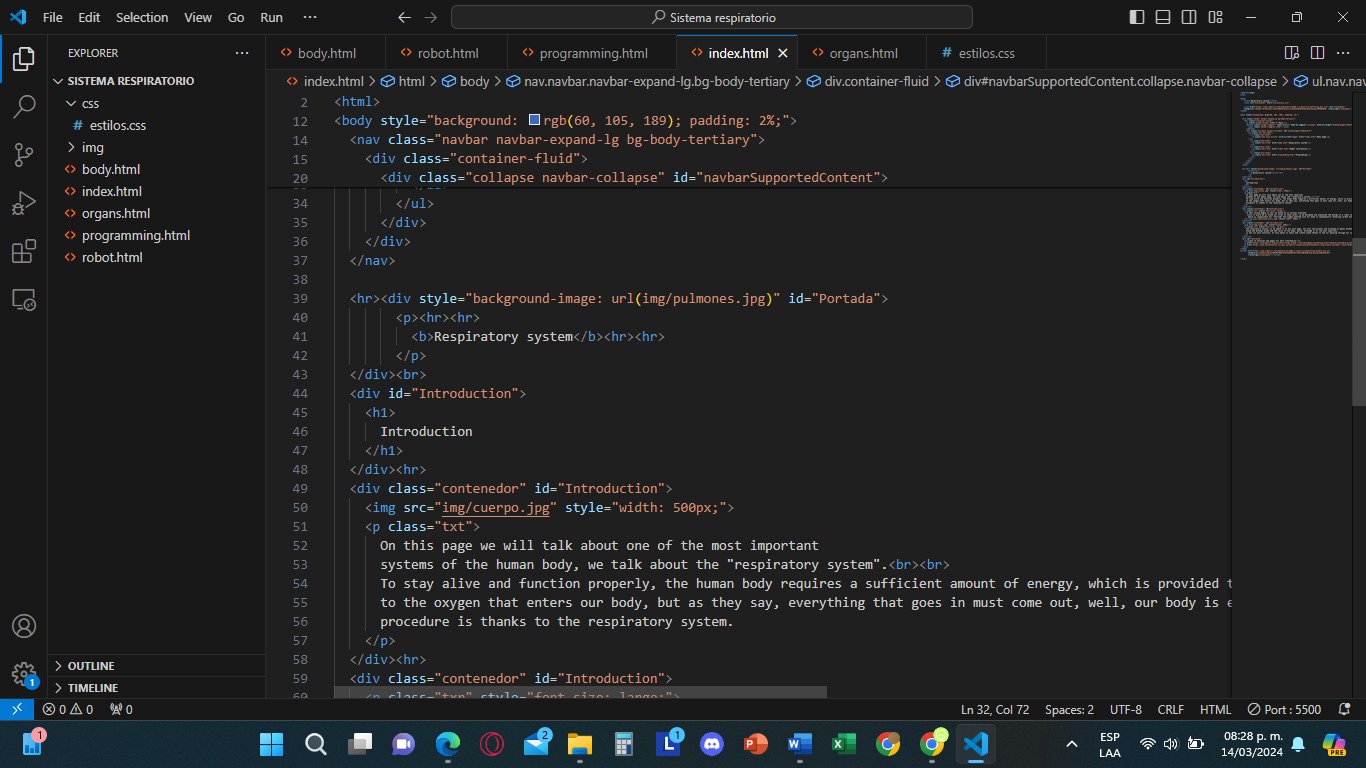 File Edit Selection View Go Run ··· Sistema respiratorio
EXPLORER ···
SISTEMA RESPIRATORIO
css
# estilos.css
img
<> body.html
<> index.html
<> organs.html
<> programming.html
<> robot.html
OUTLINE
TIMELINE
1
<> body.html <> robot.html <> programming.html <> index.html <> organs.html # estilos.css ···
<> index.html > html > body > nav.navbar.navbar-expand-lg.bg-body-tertiary > div.container-fluid > div#navbarSupportedContent.collapse.navbar-collapse > ul.nav.nav
2 <html>
12 <body style="background: rgb(60, 105, 189); padding: 2%;">
14 <nav class="navbar navbar-expand-lg bg-body-tertiary">
15 <div class="container-fluid">
20 <div class="collapse navbar-collapse" id="navbarSupportedContent">
34 </ul>
35 </div>
36 </div>
37 </nav>
38
39 <hr><div style="background-image: url(img/pulmones.jpg)" id="Portada">
40 <p><hr><hr>
41 <b>Respiratory system</b><hr><hr>
42 </p>
43 </div><br>
44 <div id="Introduction">
45 <h1>
46 Introduction
47 </h1>
48 </div><hr>
49 <div class="contenedor" id="Introduction">
50 <img src="img/cuerpo.jpg" style="width: 500px;">
51 <p class="txt">
52 On this page we will talk about one of the most important
53 systems of the human body, we talk about the "respiratory system".<br><br>
54 To stay alive and function properly, the human body requires a sufficient amount of energy, which is provided t
55 to the oxygen that enters our body, but as they say, everything that goes in must come out, well, our body is e
56 procedure is thanks to the respiratory system.
57 </p>
58 </div><hr>
59 <div class="contenedor" id="Introduction">
60 <p class="txp" style="font-size: large;">
0 0 0 Ln 32, Col 72 Spaces: 2 UTF-8 CRLF HTML Port : 5500
1 2 L 1 ESP
LAA
08:28 p. m.
14/03/2024
PRE